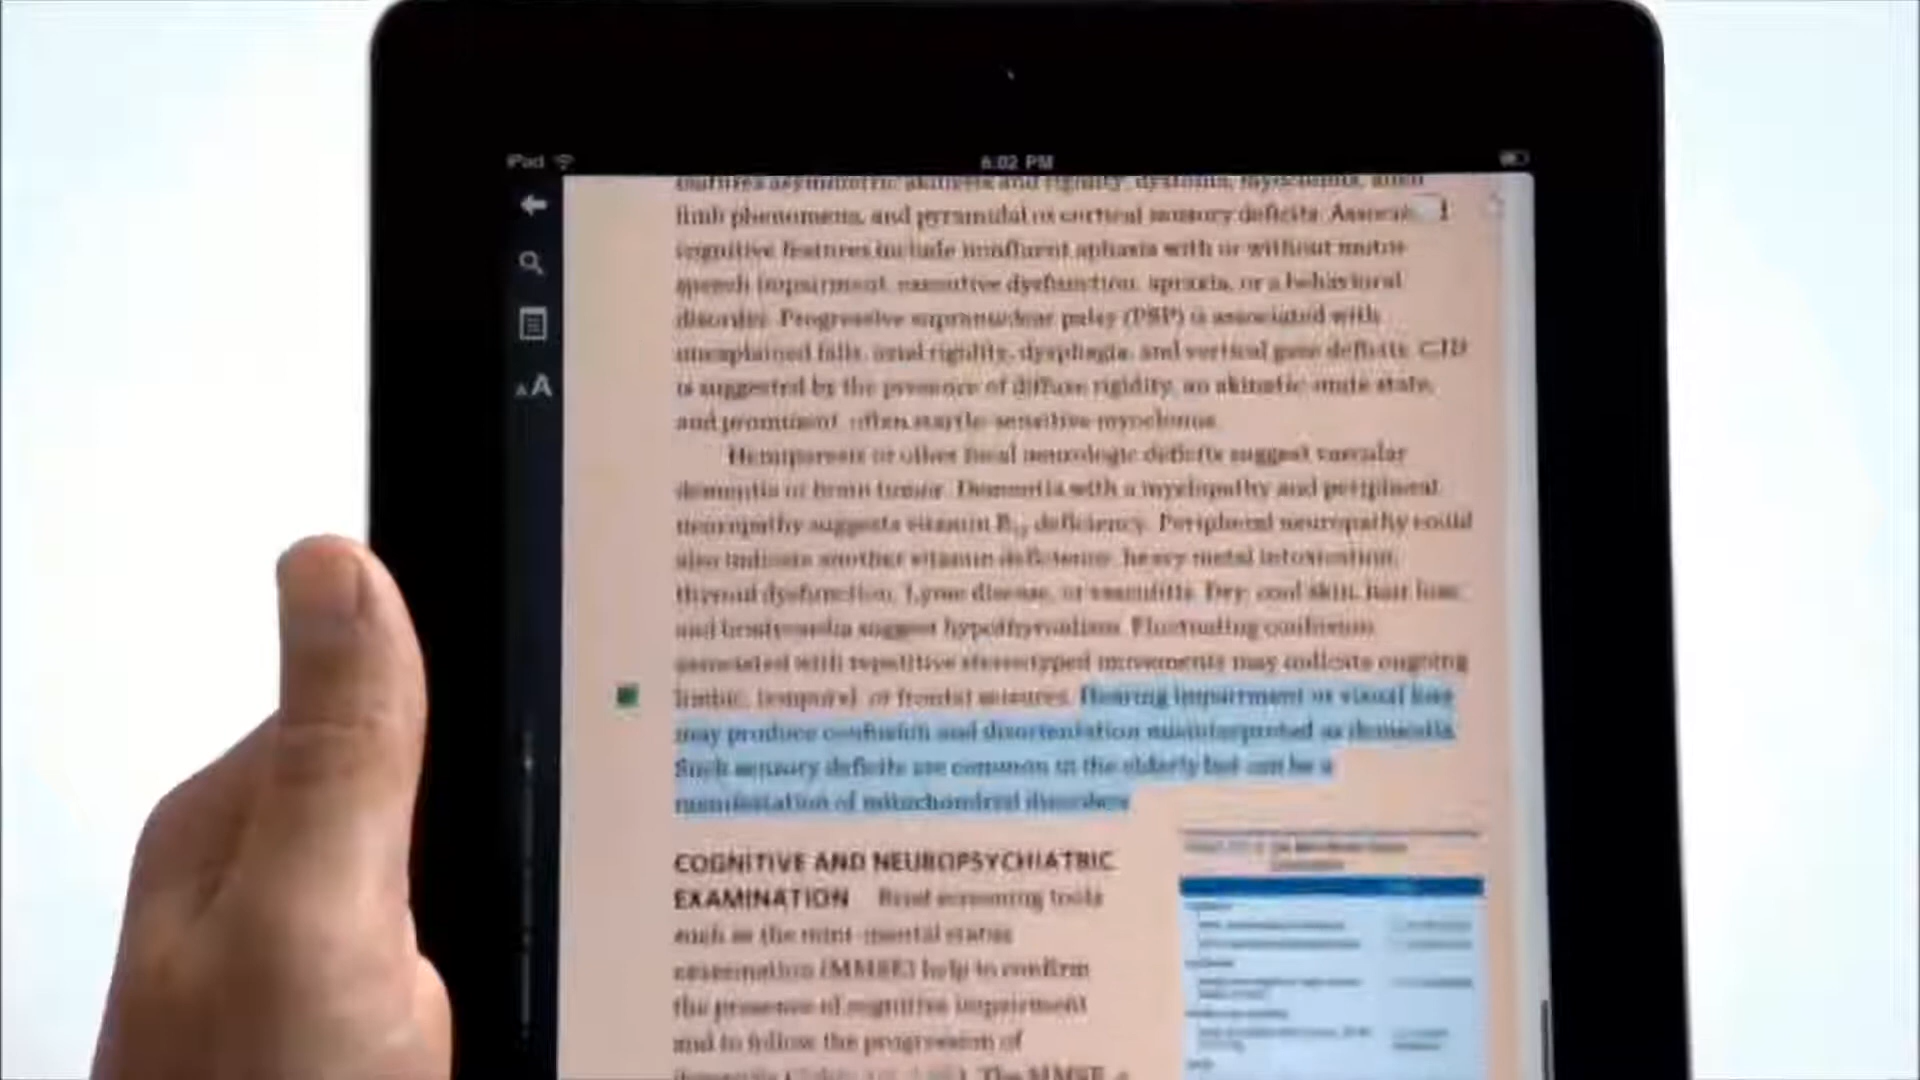 iPad 6:02 PM
AA
limb phenomena, and pyramidal or cortical sensory deficits. 1
cognitive features include nonfluent aphasia with or without motor
speech impairment, executive dysfunction, apraxia, or a behavioral
disorder. Progressive supranuclear palsy (PSP) is associated with
unexplained falls, axial rigidity, dysphagia, and vertical gaze deficits. CJD
is suggested by the presence of diffuse rigidity, an akinetic-mute state,
and prominent, often startle-sensitive myoclonus.
Hemiparesis or other focal neurologic deficits suggest vascular
dementia or brain tumor. Dementia with a myelopathy and peripheral
neuropathy suggests vitamin B12 deficiency. Peripheral neuropathy could
also indicate another vitamin deficiency, heavy metal intoxication,
thyroid dysfunction, Lyme disease, or vasculitis. Dry, cool skin, hair loss,
and bradycardia suggest hypothyroidism. Fluctuating confusion
associated with repetitive stereotyped movements may indicate ongoing
limbic, temporal, or frontal seizures. Hearing impairment or visual loss
may produce confusion and disorientation misinterpreted as dementia.
Such sensory deficits are common in the elderly but can be a
manifestation of mitochondrial disorders.
COGNITIVE AND NEUROPSYCHIATRIC
EXAMINATION Brief screening tools
such as the mini-mental status
examination (MMSE) help to confirm
the presence of cognitive impairment
and to follow the progression of
The MMSE